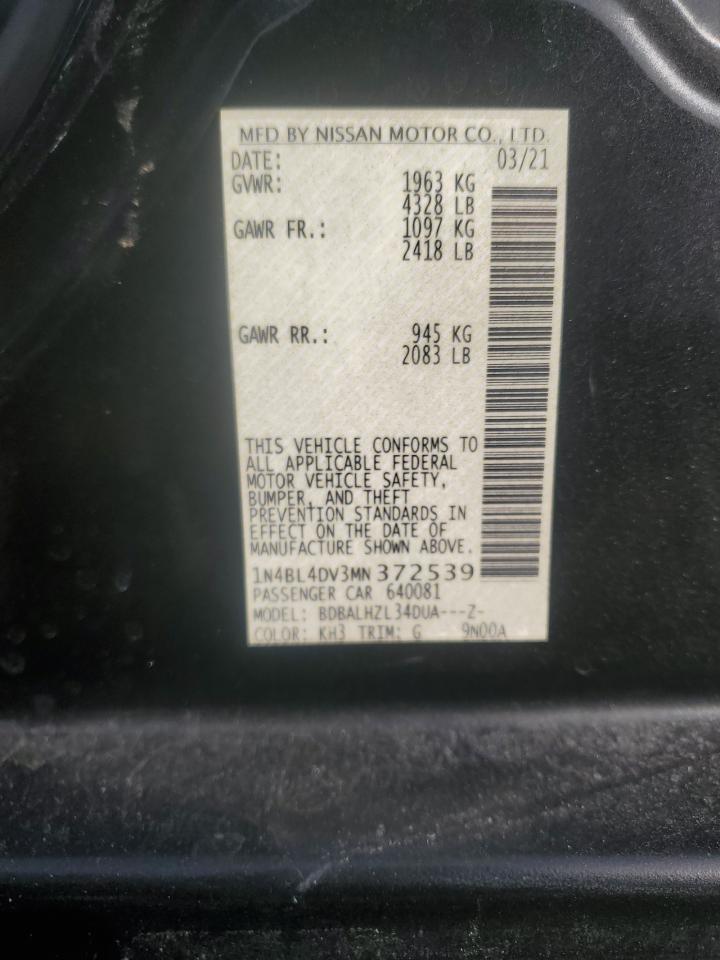 MFD BY NISSAN MOTOR CO., LTD.
DATE: 03/21
GVWR: 1963 KG
4328 LB
GAWR FR.: 1097 KG
2418 LB
GAWR RR.: 945 KG
2083 LB
THIS VEHICLE CONFORMS TO
ALL APPLICABLE FEDERAL
MOTOR VEHICLE SAFETY,
BUMPER, AND THEFT
PREVENTION STANDARDS IN
EFFECT ON THE DATE OF
MANUFACTURE SHOWN ABOVE.
1N4BL4DV3MN 372539
PASSENGER CAR 640081
MODEL: BDBALHZL34DUA---Z-
COLOR: KH3 TRIM: G 9N00A